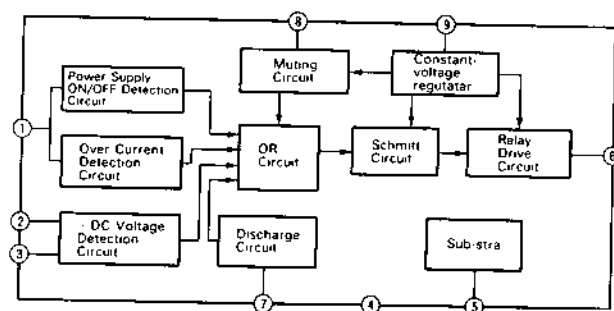 8
9
Power Supply
ON/OFF Detection
Circuit
Muting
Circuit
Constant-
voltage
regutatar
1
Over Current
Detection
Circuit
OR
Circuit
Schmitt
Circuit
Relay
Drive
Circuit
6
2
3
- DC Voltage
Detection
Circuit
Discharge
Circuit
Sub-stra
7
4
5